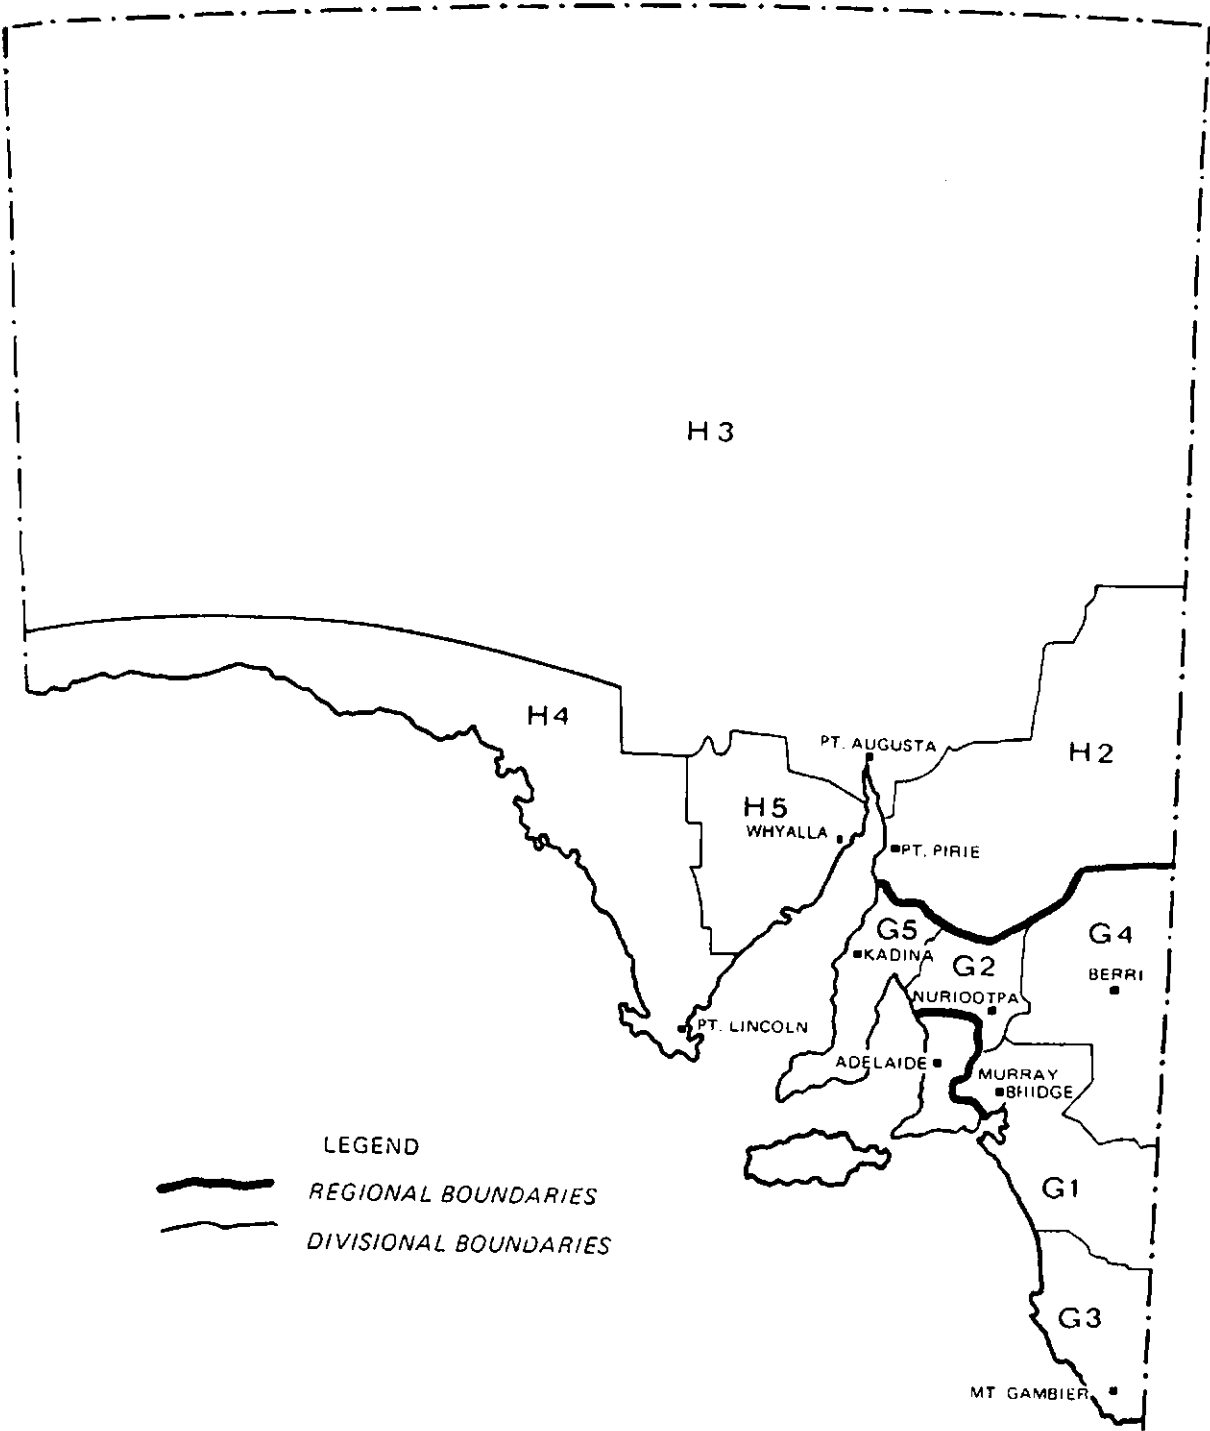 H3
H4
PT. AUGUSTA
H2
H5
WHYALLA
PT. PIRIE
G5
G4
KADINA
G2
BERRI
NURIOOTPA
PT. LINCOLN
ADELAIDE
MURRAY
BRIDGE
LEGEND
REGIONAL BOUNDARIES
G1
DIVISIONAL BOUNDARIES
G3
MT GAMBIER